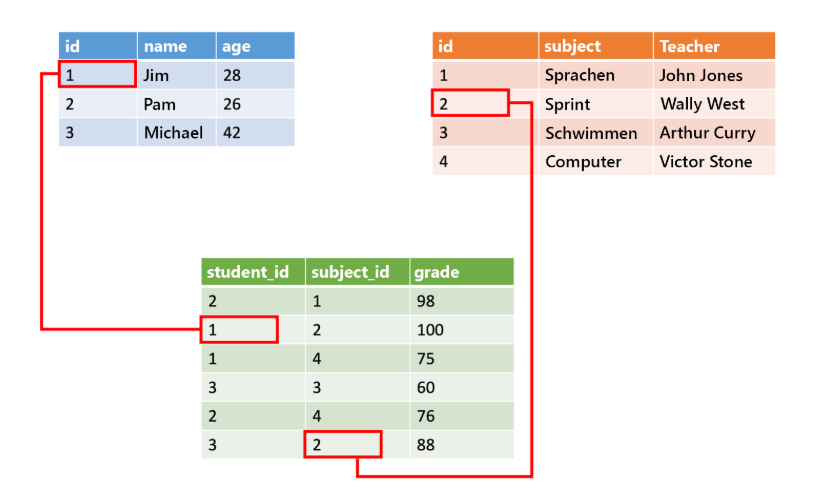 id name age
1 Jim 28
2 Pam 26
3 Michael 42
id subject Teacher
1 Sprachen John Jones
2 Sprint Wally West
3 Schwimmen Arthur Curry
4 Computer Victor Stone
student_id subject_id grade
2 1 98
1 2 100
1 4 75
3 3 60
2 4 76
3 2 88